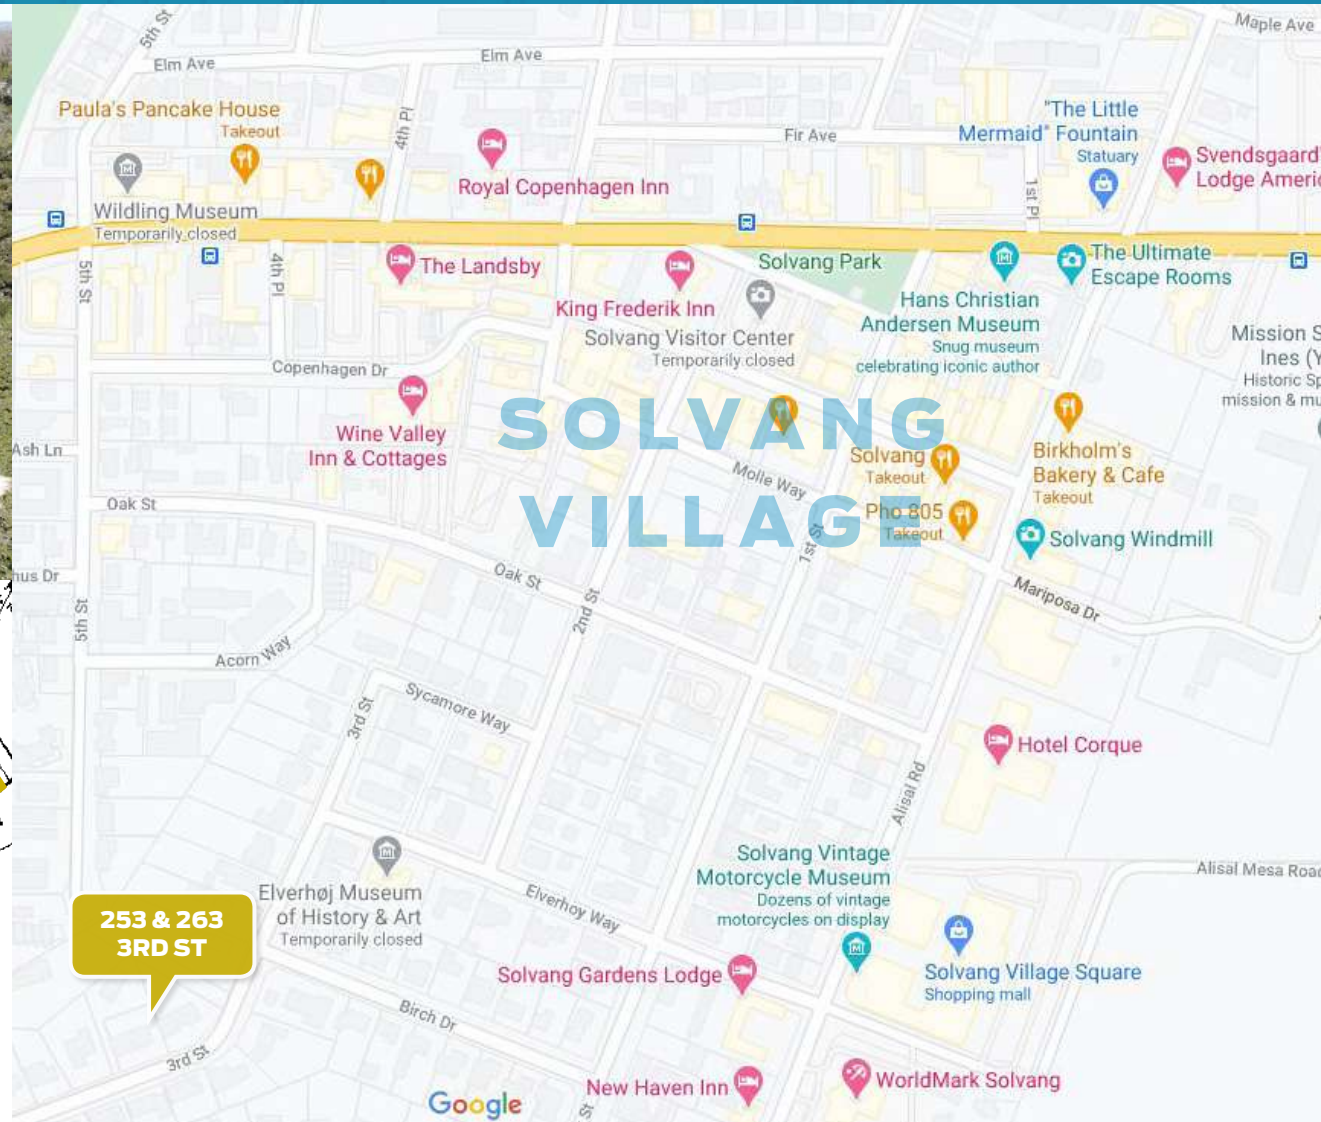 5th St
Maple Ave
Elm Ave
Elm Ave
Paula's Pancake House
Takeout
4th Pl
Fir Ave
"The Little
Mermaid" Fountain
Statuary
Svendsgaard'
Lodge Americ
Royal Copenhagen Inn
1st Pl
Wildling Museum
Temporarily closed
5th St
4th Pl
The Landsby
King Frederik Inn
Solvang Park
The Ultimate
Escape Rooms
Hans Christian
Andersen Museum
Snug museum
celebrating iconic author
Solvang Visitor Center
Temporarily closed
Mission S
Ines (Y
Historic Sp
mission & mu
Copenhagen Dr
Wine Valley
Inn & Cottages
SOLVANG
VILLAGE
Ash Ln
Molle Way
Solvang
Takeout
Birkholm's
Bakery & Cafe
Takeout
Oak St
Pho 805
Takeout
1st St
Solvang Windmill
hus Dr
Oak St
2nd St
Mariposa Dr
5th St
Acorn Way
Sycamore Way
3rd St
Hotel Corque
Alisal Rd
Solvang Vintage
Motorcycle Museum
Dozens of vintage
motorcycles on display
Alisal Mesa Road
Elverhøj Museum
of History & Art
Temporarily closed
Elverhoy Way
253 & 263
3RD ST
Solvang Gardens Lodge
Solvang Village Square
Shopping mall
Birch Dr
3rd St
New Haven Inn
WorldMark Solvang
Google
St